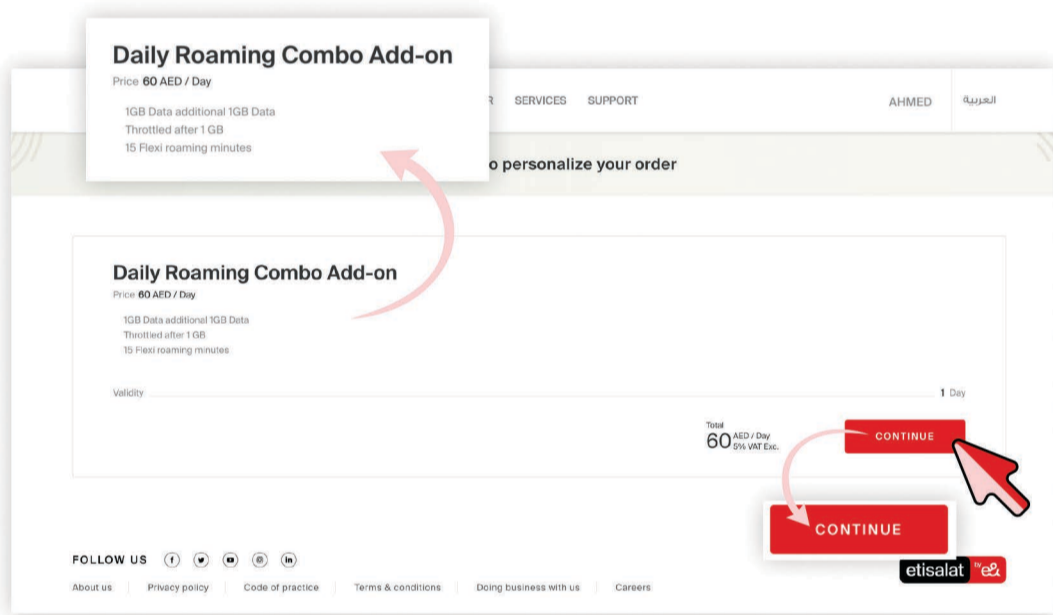 Daily Roaming Combo Add-on
Price 60 AED / Day
1GB Data additional 1GB Data
Throttled after 1 GB
15 Flexi roaming minutes
R SERVICES SUPPORT AHMED العربية
o personalize your order
Daily Roaming Combo Add-on
Price 60 AED / Day
1GB Data additional 1GB Data
Throttled after 1 GB
15 Flexi roaming minutes
Validity 1 Day
Total
60 AED / Day
5% VAT Exc.
CONTINUE
CONTINUE
FOLLOW US
etisalat by e&
About us Privacy policy Code of practice Terms & conditions Doing business with us Careers